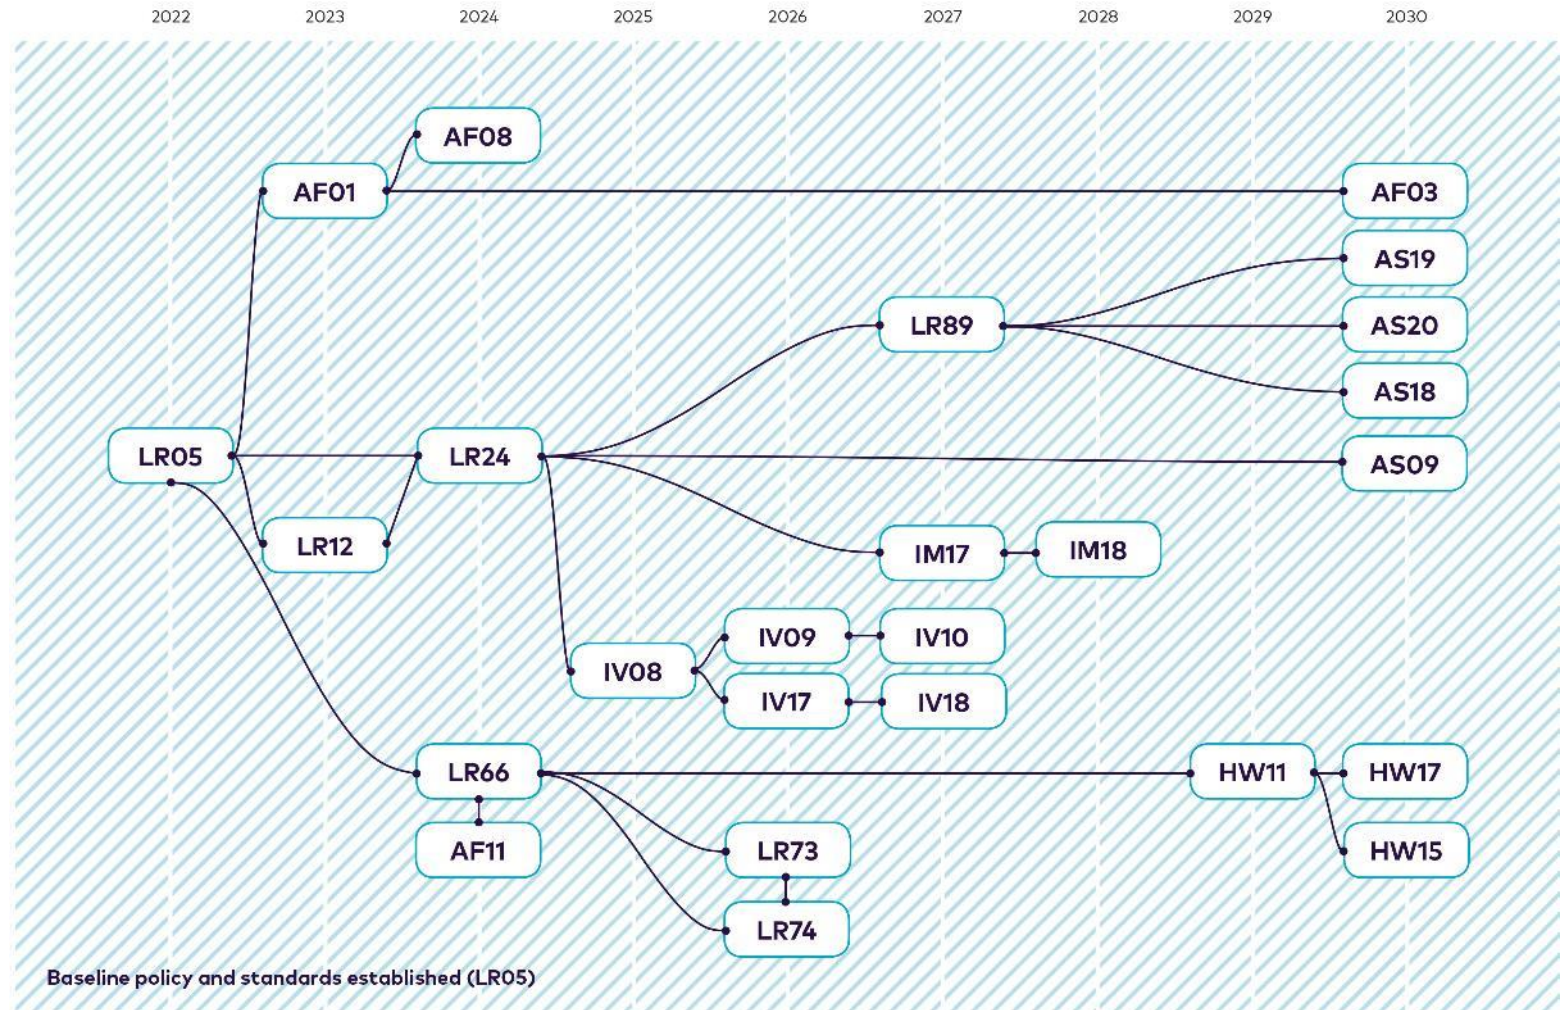 2022 2023 2024 2025 2026 2027 2028 2029 2030
AF08
AF01
AF03
AS19
LR89
AS20
AS18
LR05
LR24
AS09
LR12
IM17
IM18
IV09
IV10
IV08
IV17
IV18
LR66
HW11
HW17
AF11
LR73
HW15
LR74
Baseline policy and standards established (LR05)